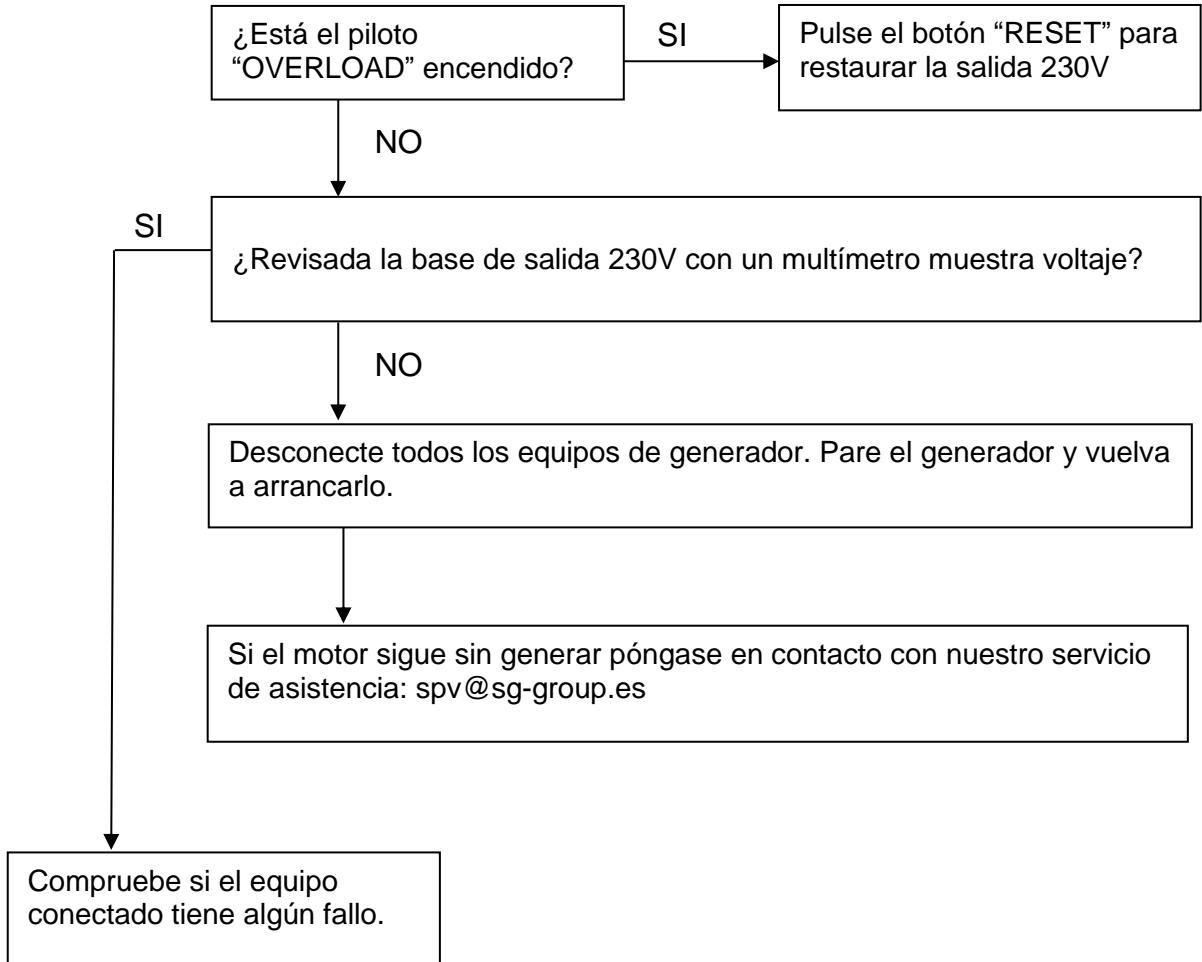 ¿Está el piloto
“OVERLOAD” encendido?
SI
Pulse el botón “RESET” para
restaurar la salida 230V
NO
SI
¿Revisada la base de salida 230V con un multímetro muestra voltaje?
NO
Desconecte todos los equipos de generador. Pare el generador y vuelva
a arrancarlo.
Si el motor sigue sin generar póngase en contacto con nuestro servicio
de asistencia: spv@sg-group.es
Compruebe si el equipo
conectado tiene algún fallo.